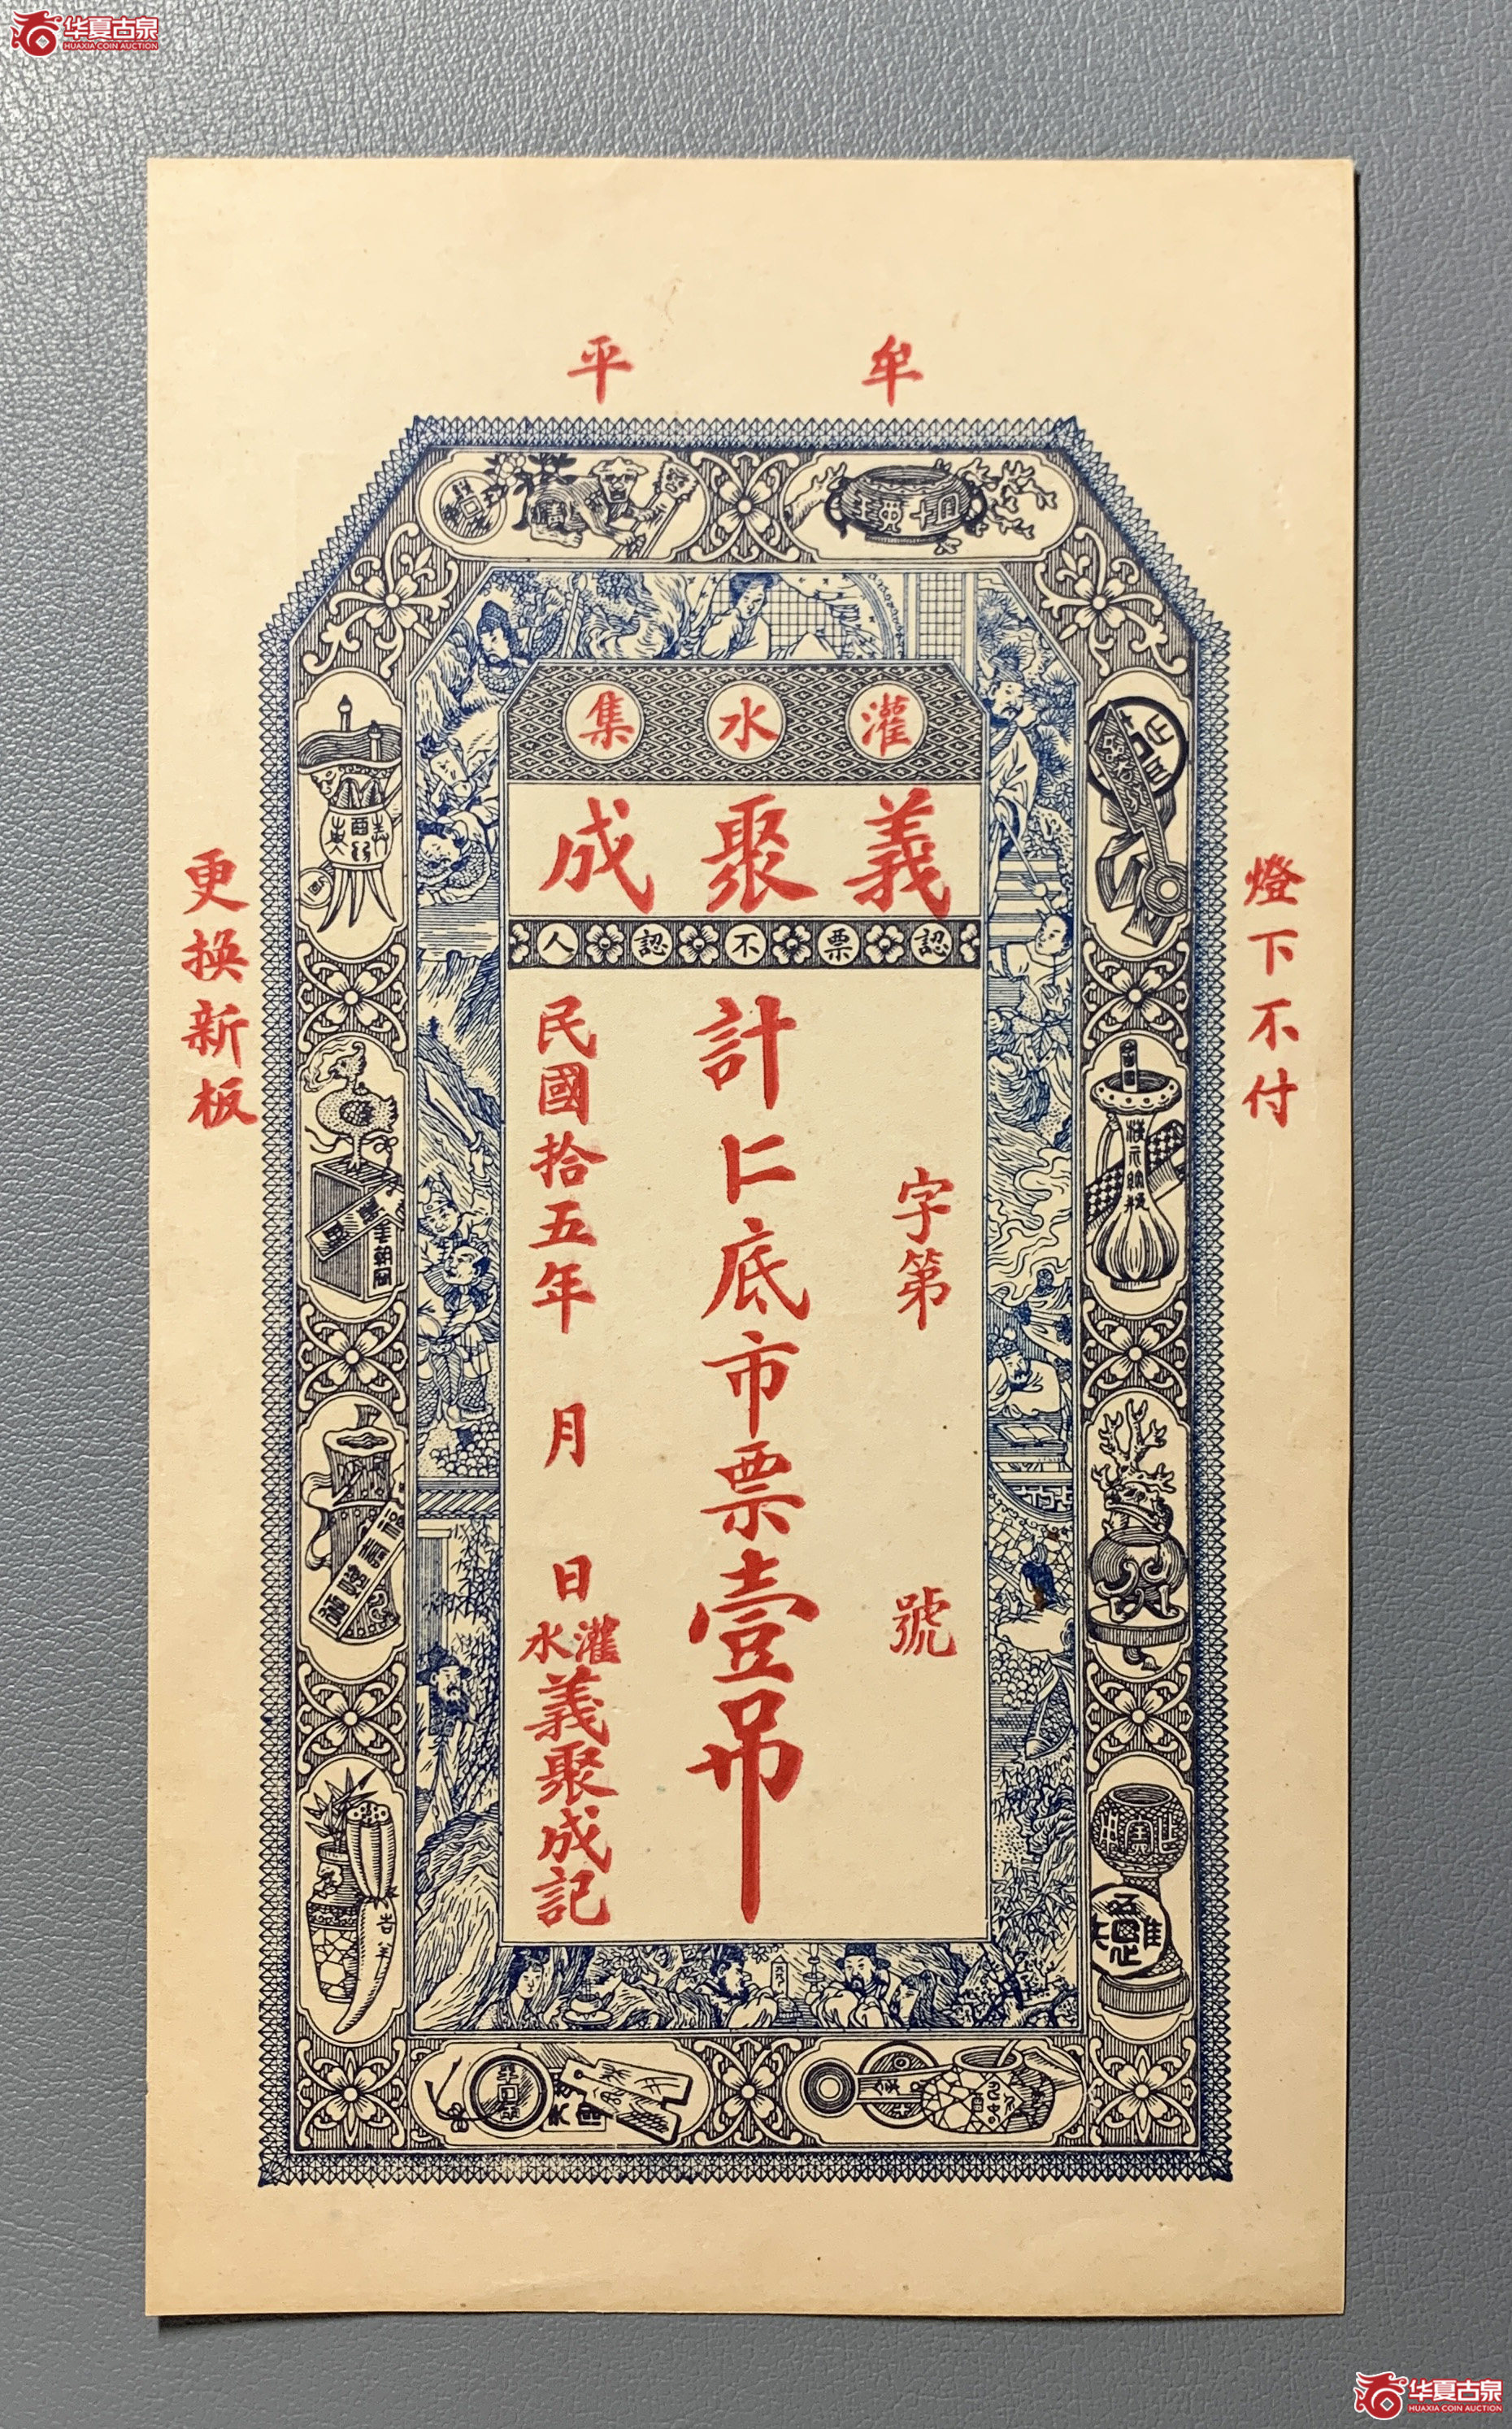 华夏古泉
HUAXIA COIN AUCTION
牟平
灌水集
義聚成
認票不認人
燈下不付
字第 號
計仁底市票壹吊
民國拾五年 月 日
灌水
義聚成記
更換新板
华夏古泉
HUAXIA COIN AUCTION